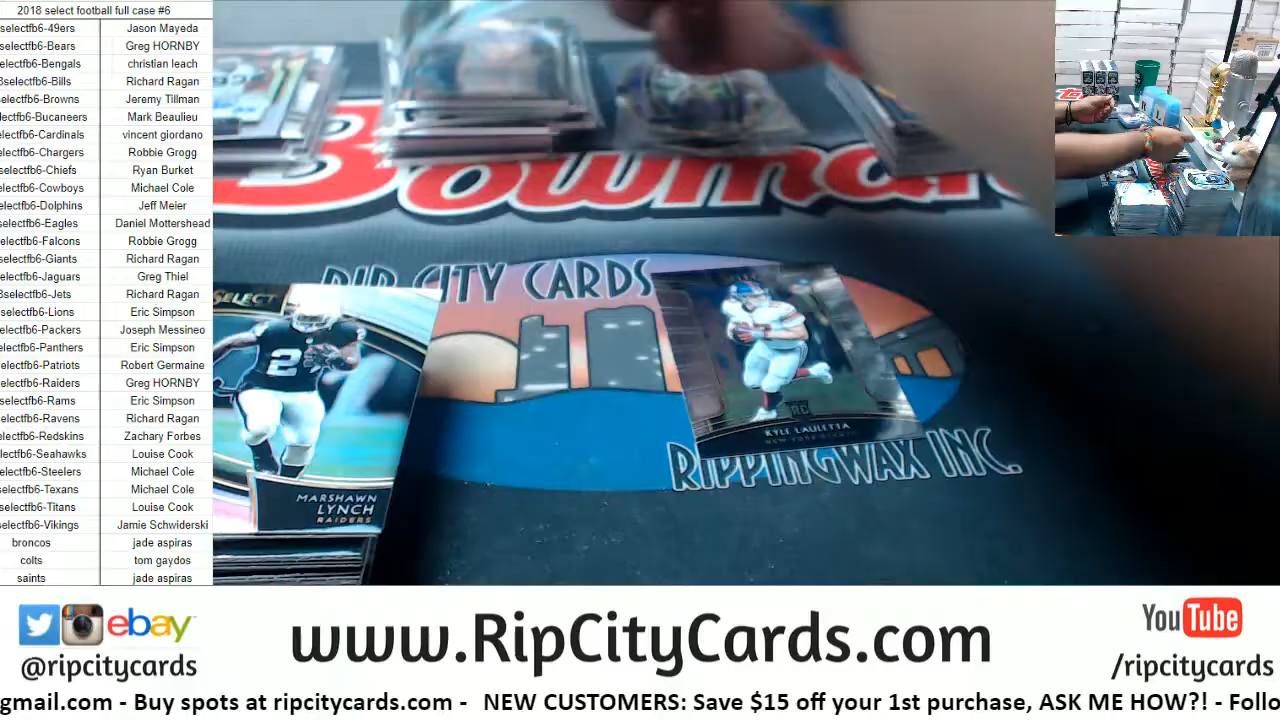 2018 select football full case #6
selectfb6-49ers Jason Mayeda
selectfb6-Bears Greg HORNBY
selectfb6-Bengals christian leach
3selectfb6-Bills Richard Ragan
selectfb6-Browns Jeremy Tillman
selectfb6-Bucaneers Mark Beaulieu
selectfb6-Cardinals vincent giordano
selectfb6-Chargers Robbie Grogg
selectfb6-Chiefs Ryan Burket
selectfb6-Cowboys Michael Cole
selectfb6-Dolphins Jeff Meier
selectfb6-Eagles Daniel Mottershead
selectfb6-Falcons Robbie Grogg
selectfb6-Giants Richard Ragan
selectfb6-Jaguars Greg Thiel
3selectfb6-Jets Richard Ragan
selectfb6-Lions Eric Simpson
selectfb6-Packers Joseph Messineo
selectfb6-Panthers Eric Simpson
selectfb6-Patriots Robert Germaine
selectfb6-Raiders Greg HORNBY
selectfb6-Rams Eric Simpson
selectfb6-Ravens Richard Ragan
selectfb6-Redskins Zachary Forbes
selectfb6-Seahawks Louise Cook
selectfb6-Steelers Michael Cole
selectfb6-Texans Michael Cole
selectfb6-Titans Louise Cook
selectfb6-Vikings Jamie Schwiderski
broncos jade aspiras
colts tom gaydos
saints jade aspiras
Bowma
RIP CITY CARDS
SELECT
2
MARSHAWN
LYNCH
RAIDERS
RC
KYLE LAULETTA
NEW YORK GIANTS
RIPPINGWAX INC.
ebay
@ripcitycards
www.RipCityCards.com
YouTube
/ripcitycards
gmail.com - Buy spots at ripcitycards.com - NEW CUSTOMERS: Save $15 off your 1st purchase, ASK ME HOW?! - Follo